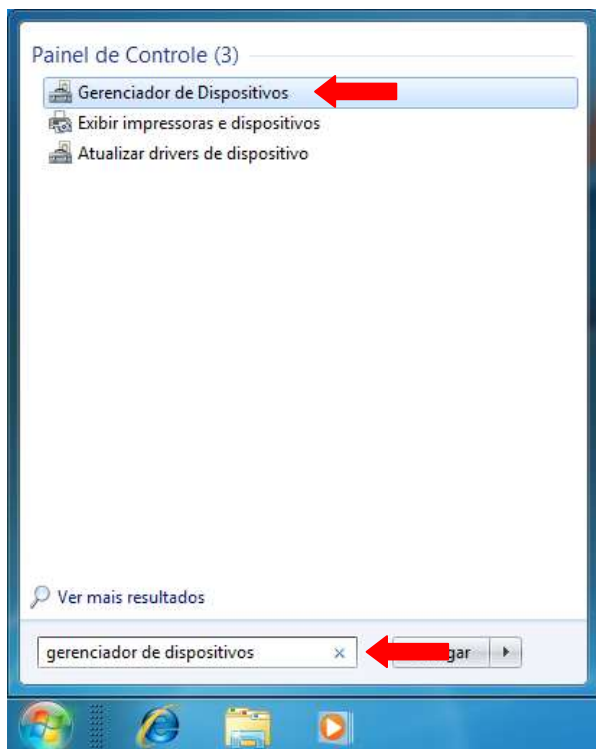 Painel de Controle (3)
Gerenciador de Dispositivos
Exibir impressoras e dispositivos
Atualizar drivers de dispositivo
Ver mais resultados
gerenciador de dispositivos
gar